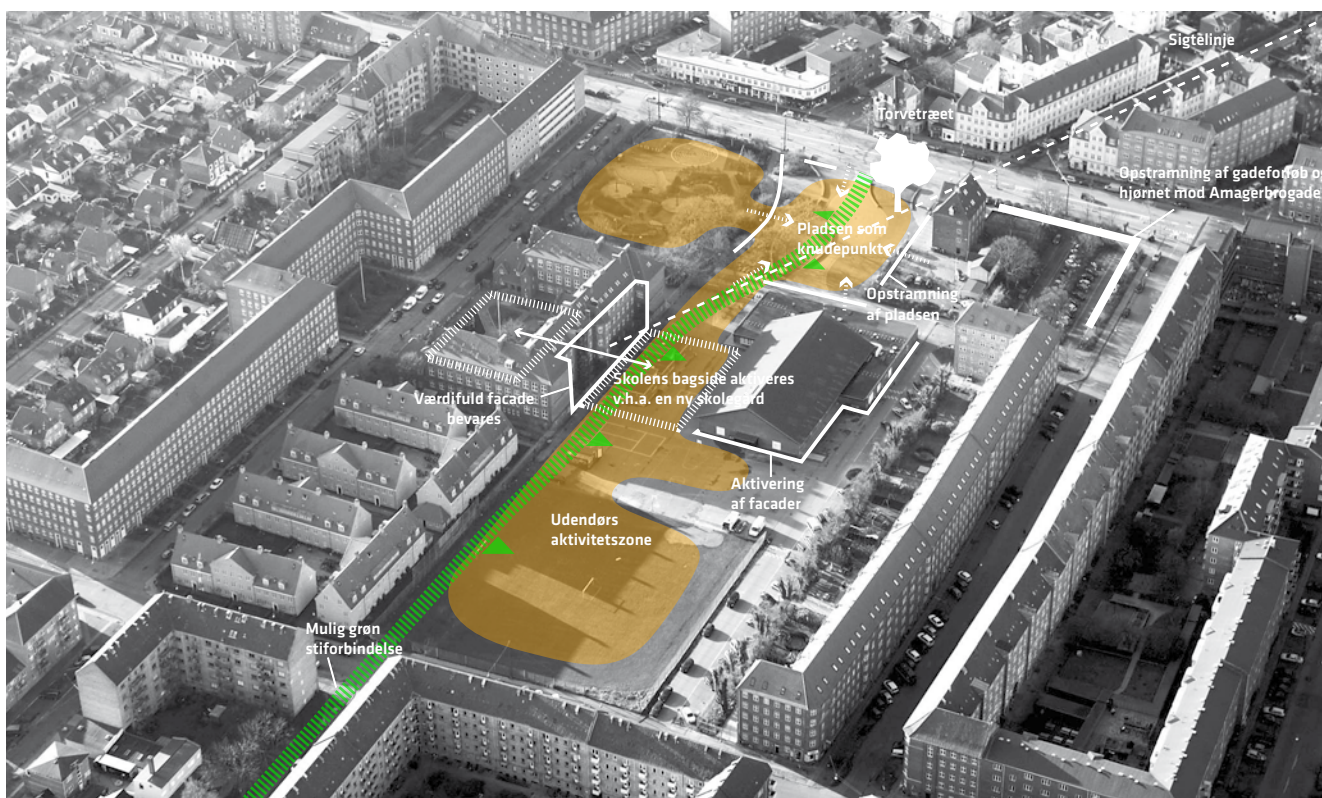 Sigtelinje
Torvetræet
Opstramning af gadeforløb og
hjørnet mod Amagerbrogade
Pladsen som
knudepunkt
Opstramning
af pladsen
Skolens bagside aktiveres
v.h.a. en ny skolegård
Værdifuld facade
bevares
Aktivering
af facader
Udendørs
aktivitetszone
Mulig grøn
stiforbindelse